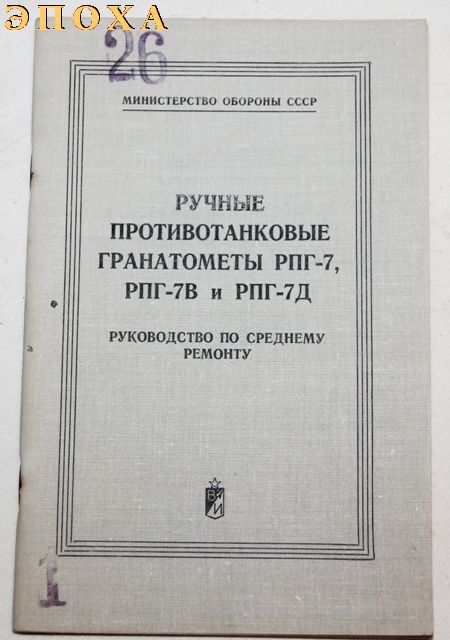 ЭПОХА
26
МИНИСТЕРСТВО ОБОРОНЫ СССР
РУЧНЫЕ
ПРОТИВОТАНКОВЫЕ
ГРАНАТОМЕТЫ РПГ-7,
РПГ-7В и РПГ-7Д
РУКОВОДСТВО ПО СРЕДНЕМУ
РЕМОНТУ
ВИ
1